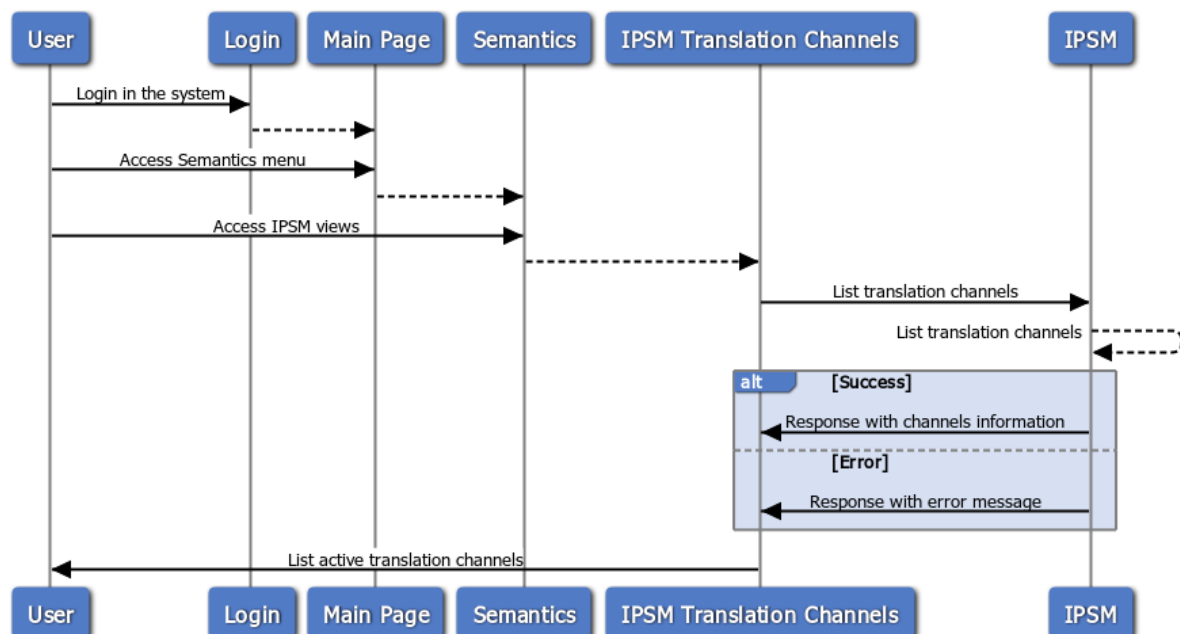 User
Login
Main Page
Semantics
IPSM Translation Channels
IPSM
Login in the system
Access Semantics menu
Access IPSM views
List translation channels
List translation channels
alt
[Success]
Response with channels information
[Error]
Response with error message
List active translation channels
User
Login
Main Page
Semantics
IPSM Translation Channels
IPSM